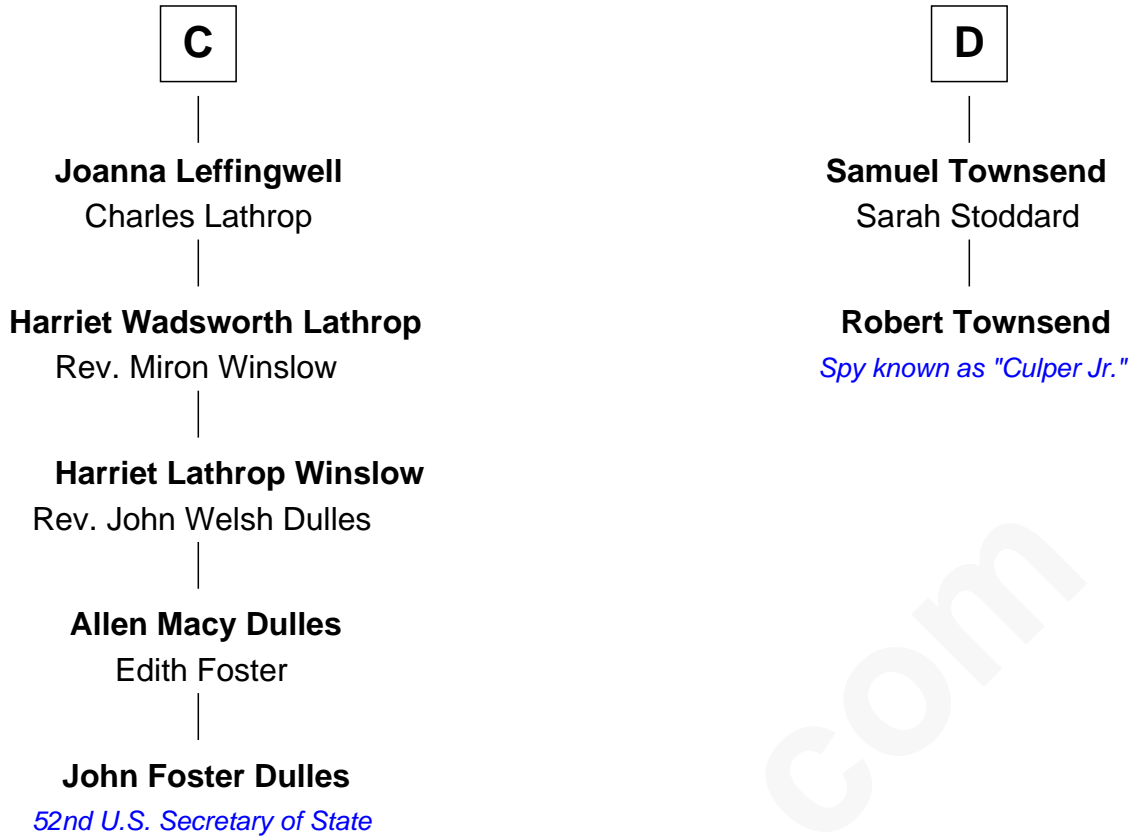 C
Joanna Leffingwell
Charles Lathrop
Harriet Wadsworth Lathrop
Rev. Miron Winslow
Harriet Lathrop Winslow
Rev. John Welsh Dulles
Allen Macy Dulles
Edith Foster
John Foster Dulles
52nd U.S. Secretary of State
D
Samuel Townsend
Sarah Stoddard
Robert Townsend
Spy known as "Culper Jr."
com